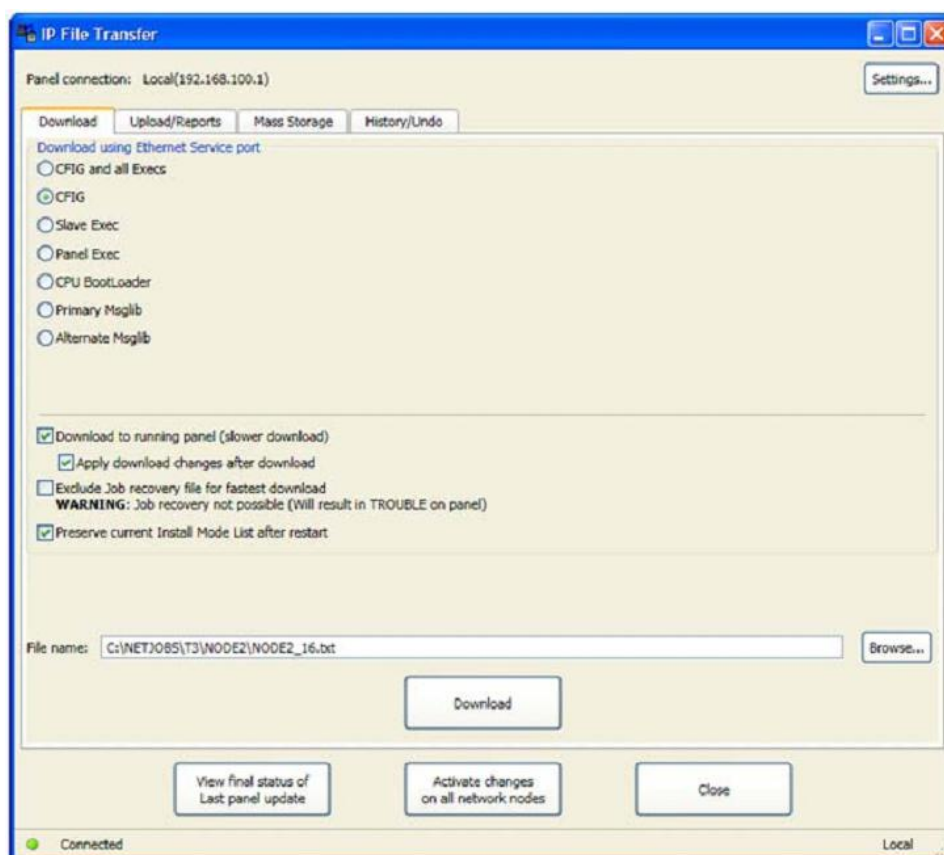 IP File Transfer
Panel connection: Local(192.168.100.1)
Settings...
Download Upload/Reports Mass Storage History/Undo
Download using Ethernet Service port
CFIG and all Execs
CFIG
Slave Exec
Panel Exec
CPU BootLoader
Primary Msglib
Alternate Msglib
Download to running panel (slower download)
Apply download changes after download
Exclude Job recovery file for fastest download
WARNING: Job recovery not possible (Will result in TROUBLE on panel)
Preserve current Install Mode List after restart
File name: C:\NETJOBS\T3\NODE2\NODE2_16.txt
Browse...
Download
View final status of
Last panel update
Activate changes
on all network nodes
Close
Connected
Local